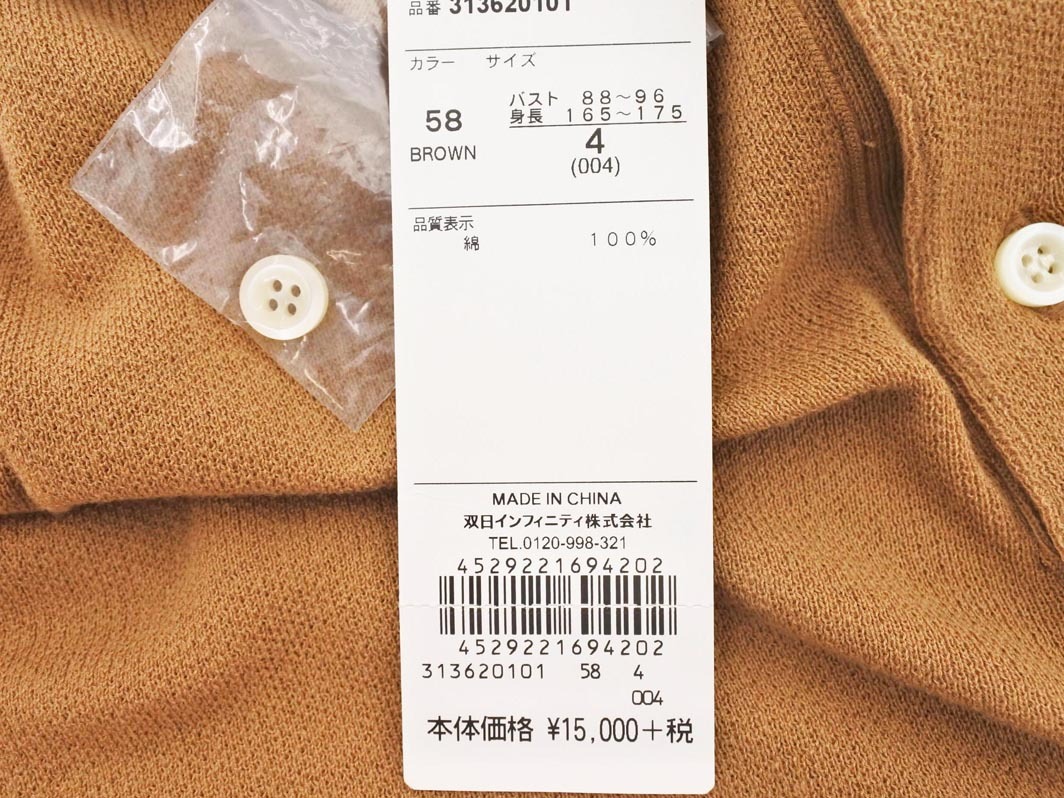 品番 313620101
カラー サイズ
バスト 88～96
身長 165～175
58
4
BROWN
(004)
品質表示
綿 100%
MADE IN CHINA
双日インフィニティ株式会社
TEL.0120-998-321
4529221694202
4529221694202
313620101 58 4
004
本体価格 ¥15,000+税